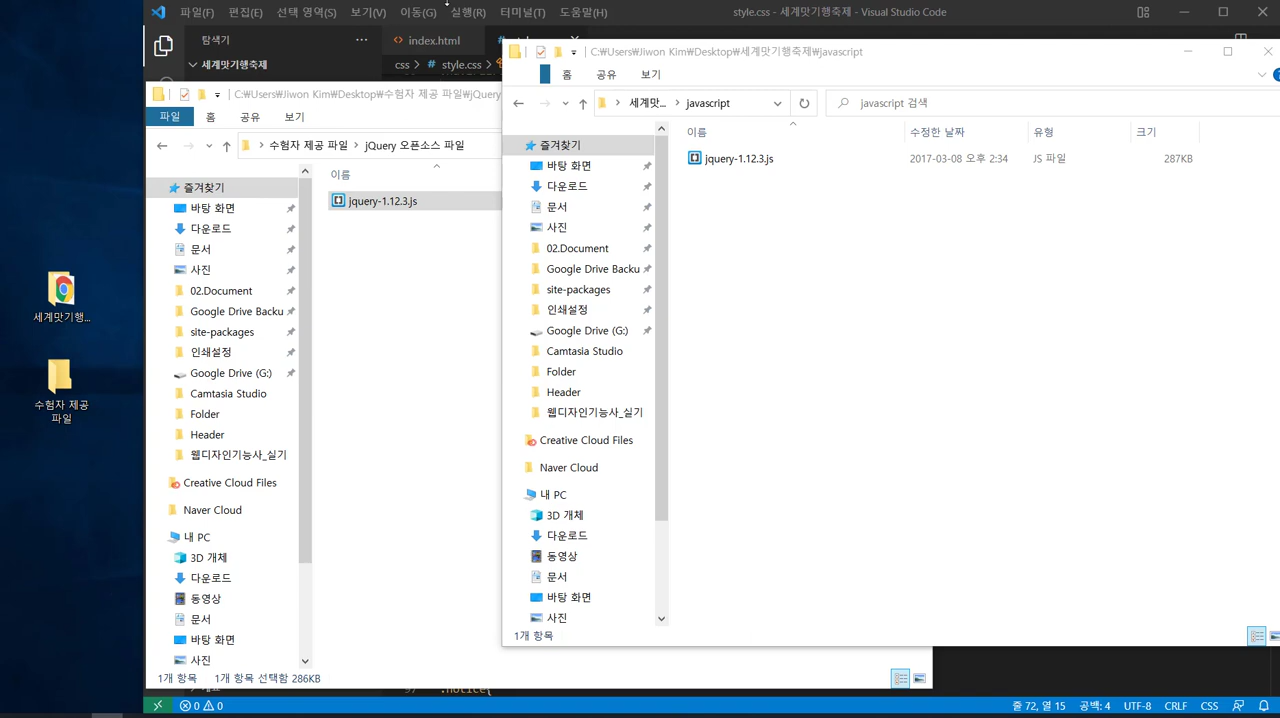 파일(F) 편집(E) 선택 영역(S) 보기(V) 이동(G) 실행(R) 터미널(T) 도움말(H) style.css - 세계맛기행축제 - Visual Studio Code
탐색기 ··· index.html
세계맛기행축제 css > # style.css >
C:₩Users₩Jiwon Kim₩Desktop₩수험자 제공 파일₩jQuery
파일 홈 공유 보기
수험자 제공 파일 > jQuery 오픈소스 파일
이름
jquery-1.12.3.js
즐겨찾기
바탕 화면
다운로드
문서
사진
02.Document
Google Drive Backu
site-packages
인쇄설정
Google Drive (G:)
Camtasia Studio
Folder
Header
웹디자인기능사_실기
Creative Cloud Files
Naver Cloud
내 PC
3D 개체
다운로드
동영상
문서
바탕 화면
사진
1개 항목 1개 항목 선택함 286KB
C:₩Users₩Jiwon Kim₩Desktop₩세계맛기행축제₩javascript
홈 공유 보기
세계맛... > javascript
javascript 검색
이름 수정한 날짜 유형 크기
jquery-1.12.3.js 2017-03-08 오후 2:34 JS 파일 287KB
즐겨찾기
바탕 화면
다운로드
문서
사진
02.Document
Google Drive Backu
site-packages
인쇄설정
Google Drive (G:)
Camtasia Studio
Folder
Header
웹디자인기능사_실기
Creative Cloud Files
Naver Cloud
내 PC
3D 개체
다운로드
동영상
문서
바탕 화면
사진
1개 항목
세계맛기행...
수험자 제공
파일
.notice{
0 0 줄 72, 열 15 공백: 4 UTF-8 CRLF CSS